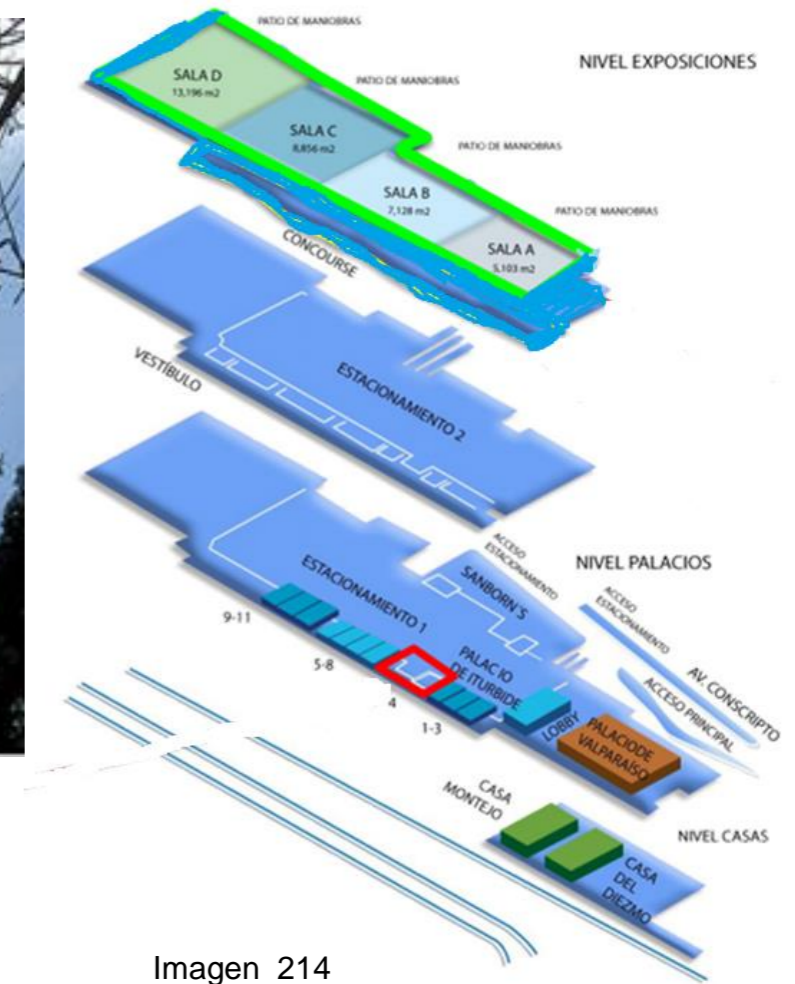 PATIO DE MANIOBRAS
NIVEL EXPOSICIONES
SALA D
13,196 m2
PATIO DE MANIOBRAS
SALA C
8,856 m2
PATIO DE MANIOBRAS
SALA B
7,128 m2
PATIO DE MANIOBRAS
SALA A
5,103 m2
CONCOURSE
VESTÍBULO
ESTACIONAMIENTO 2
ACCESO
ESTACIONAMIENTO
NIVEL PALACIOS
SANBORN´S
ESTACIONAMIENTO 1
ACCESO
ESTACIONAMIENTO
AV. CONSCRIPTO
ACCESO PRINCIPAL
9-11
5-8
4
1-3
PALACIO
DE ITURBIDE
LOBBY
PALACIODE
VALPARAÍSO
CASA
MONTEJO
NIVEL CASAS
CASA
DEL
DIEZMO
Imagen 214